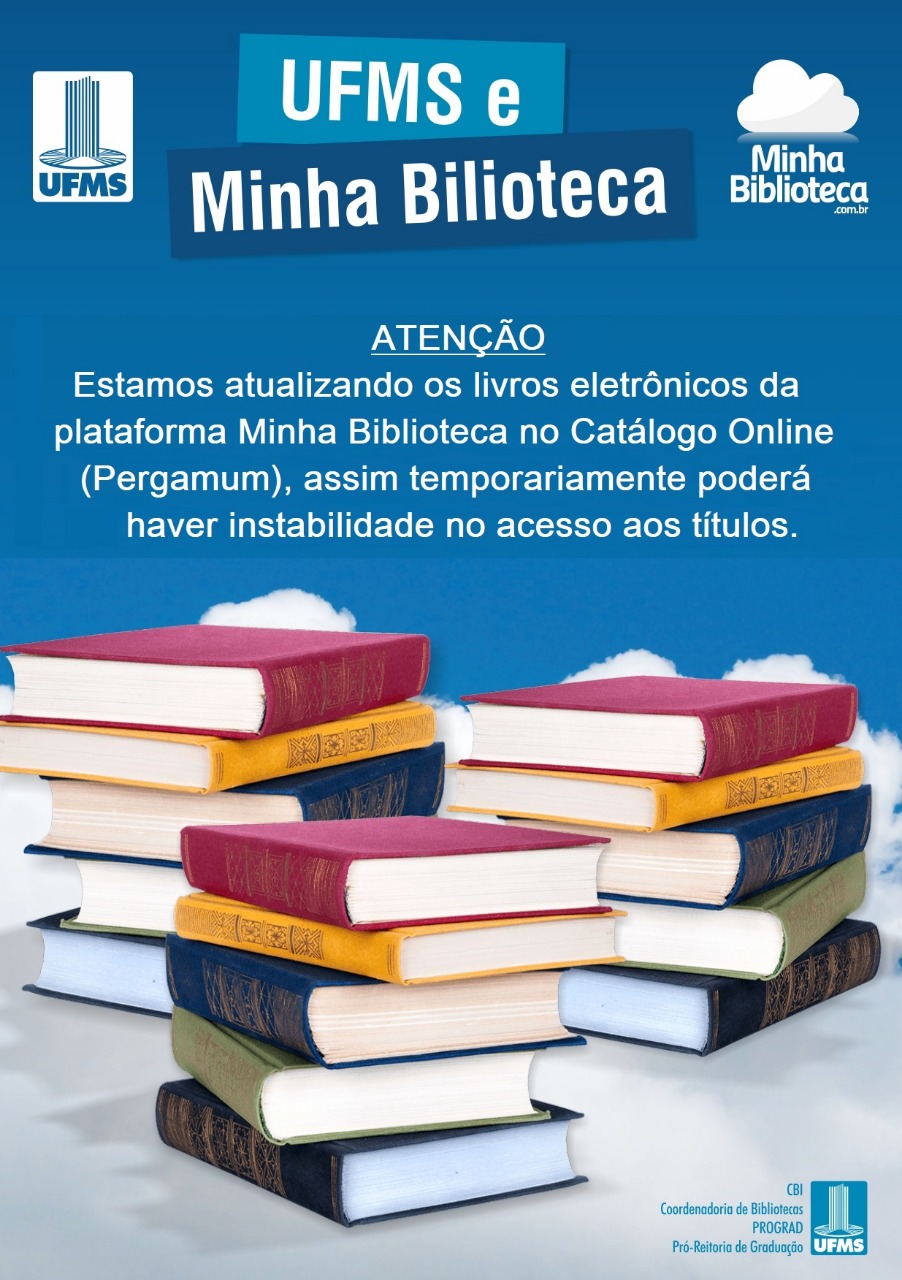 UFMS
UFMS e
Minha Bilioteca
Minha
Biblioteca
.com.br
ATENÇÃO
Estamos atualizando os livros eletrônicos da
plataforma Minha Biblioteca no Catálogo Online
(Pergamum), assim temporariamente poderá
haver instabilidade no acesso aos títulos.
CBI
Coordenadoria de Bibliotecas
PROGRAD
Pró-Reitoria de Graduação
UFMS